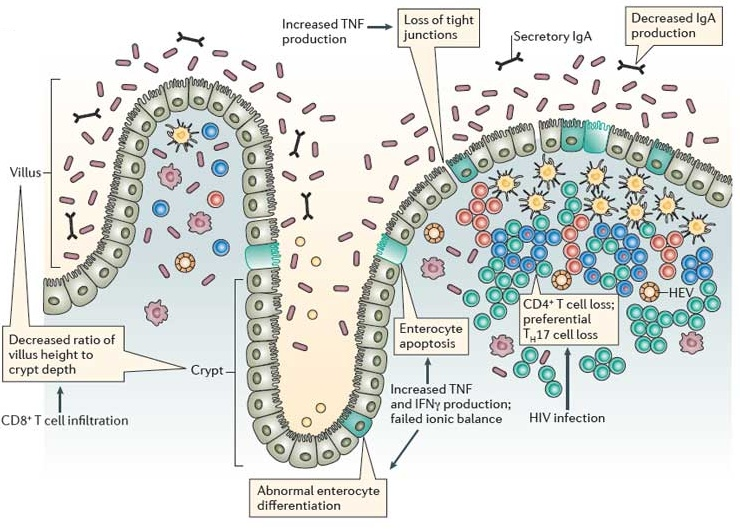 Increased TNF
production
Loss of tight
junctions
Secretory IgA
Decreased IgA
production
Villus
HEV
CD4⁺ T cell loss;
preferential
T_H17 cell loss
Decreased ratio of
villus height to
crypt depth
Enterocyte
apoptosis
Crypt
CD8⁺ T cell infiltration
Increased TNF
and IFNγ production;
failed ionic balance
HIV infection
Abnormal enterocyte
differentiation